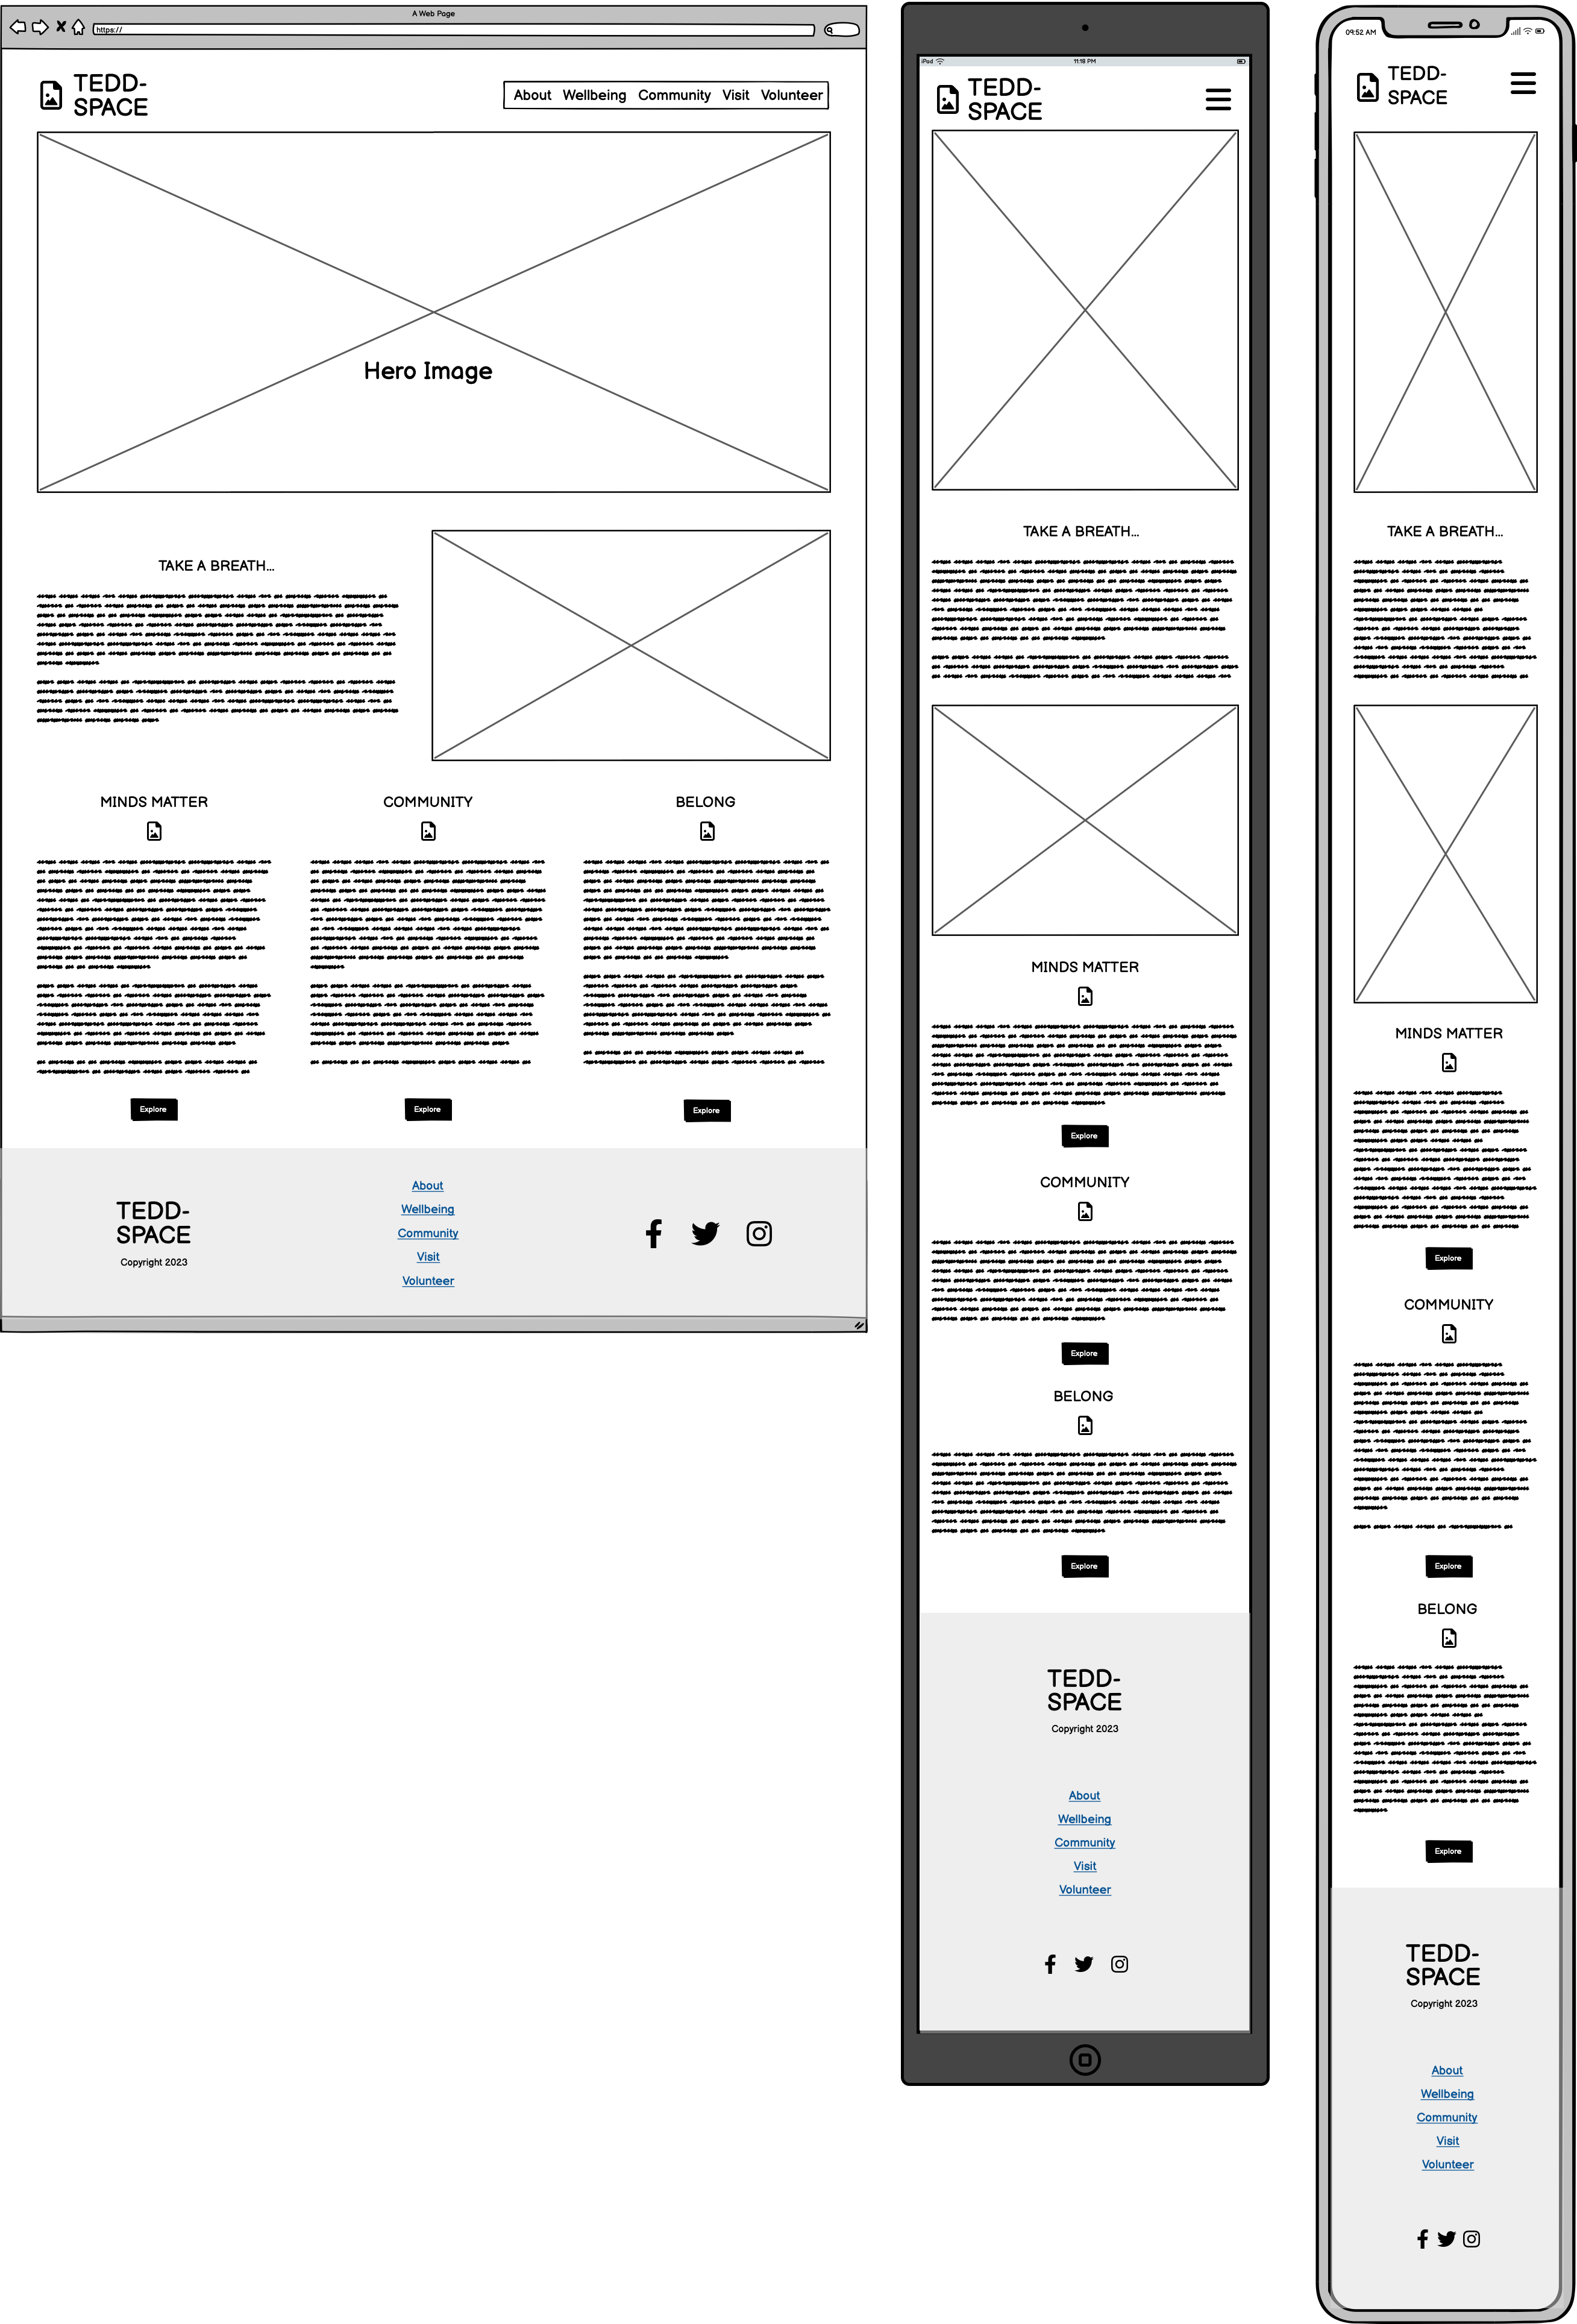 A Web Page
https://
TEDD-
SPACE
About Wellbeing Community Visit Volunteer
Hero Image
TAKE A BREATH...
MINDS MATTER
COMMUNITY
BELONG
Explore
Explore
Explore
TEDD-
SPACE
Copyright 2023
About
Wellbeing
Community
Visit
Volunteer
iPad
11:18 PM
TEDD-
SPACE
TAKE A BREATH...
MINDS MATTER
Explore
COMMUNITY
Explore
BELONG
Explore
TEDD-
SPACE
Copyright 2023
About
Wellbeing
Community
Visit
Volunteer
09:52 AM
TEDD-
SPACE
TAKE A BREATH...
MINDS MATTER
Explore
COMMUNITY
Explore
BELONG
Explore
TEDD-
SPACE
Copyright 2023
About
Wellbeing
Community
Visit
Volunteer